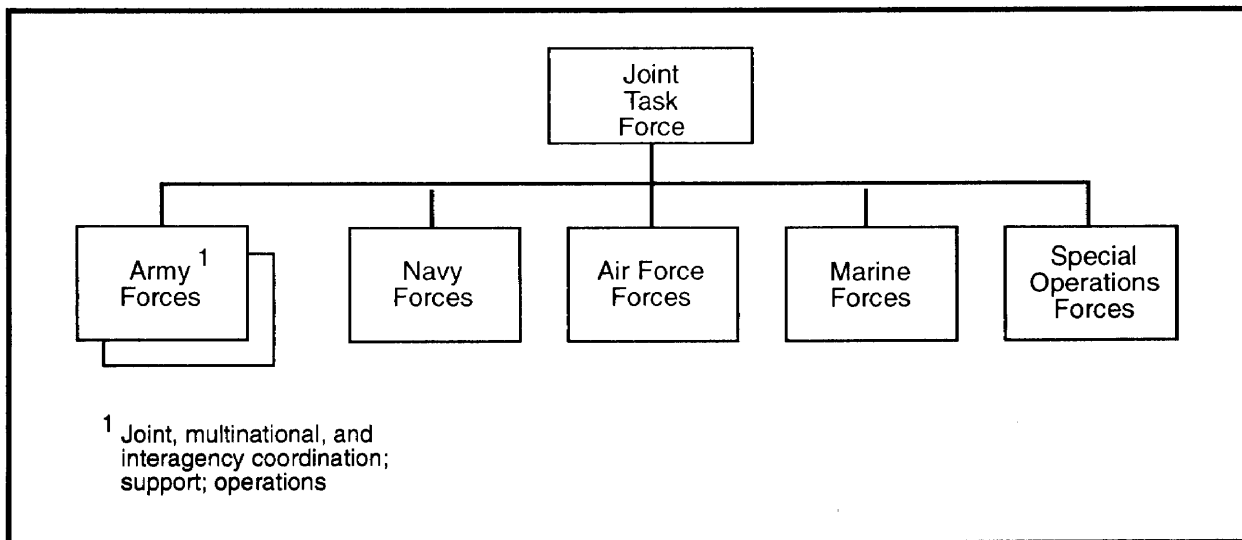 Joint
Task
Force
Army 1
Forces
Navy
Forces
Air Force
Forces
Marine
Forces
Special
Operations
Forces
1 Joint, multinational, and
interagency coordination;
support; operations